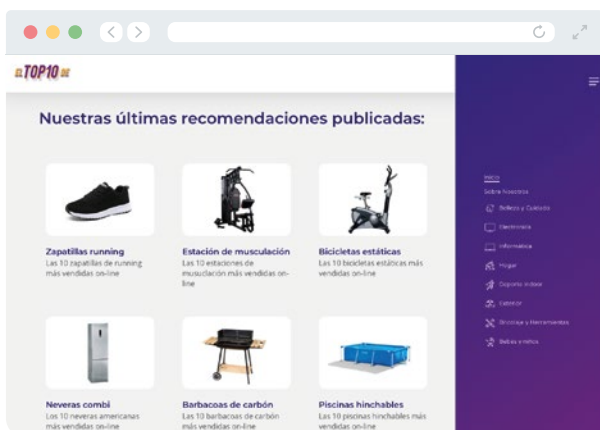 EL TOP10 DE
Nuestras últimas recomendaciones publicadas:
Zapatillas running
Las 10 zapatillas de running
más vendidas on-line
Estación de musculación
Las 10 estaciones de
musuclación más vendidas on-
line
Bicicletas estáticas
Las 10 bicicletas estáticas más
vendidas on-line
Neveras combi
Los 10 neveras americanas
más vendidas on-line
Barbacoas de carbón
Las 10 barbacoas de carbón
más vendidas on-line
Piscinas hinchables
Las 10 piscinas hinchables más
vendidas on-line
Inicio
Sobre Nosotros
Belleza y Cuidado
Electrónica
Informática
Hogar
Deporte indoor
Exterior
Bricolaje y Herramientas
Bebés y niños